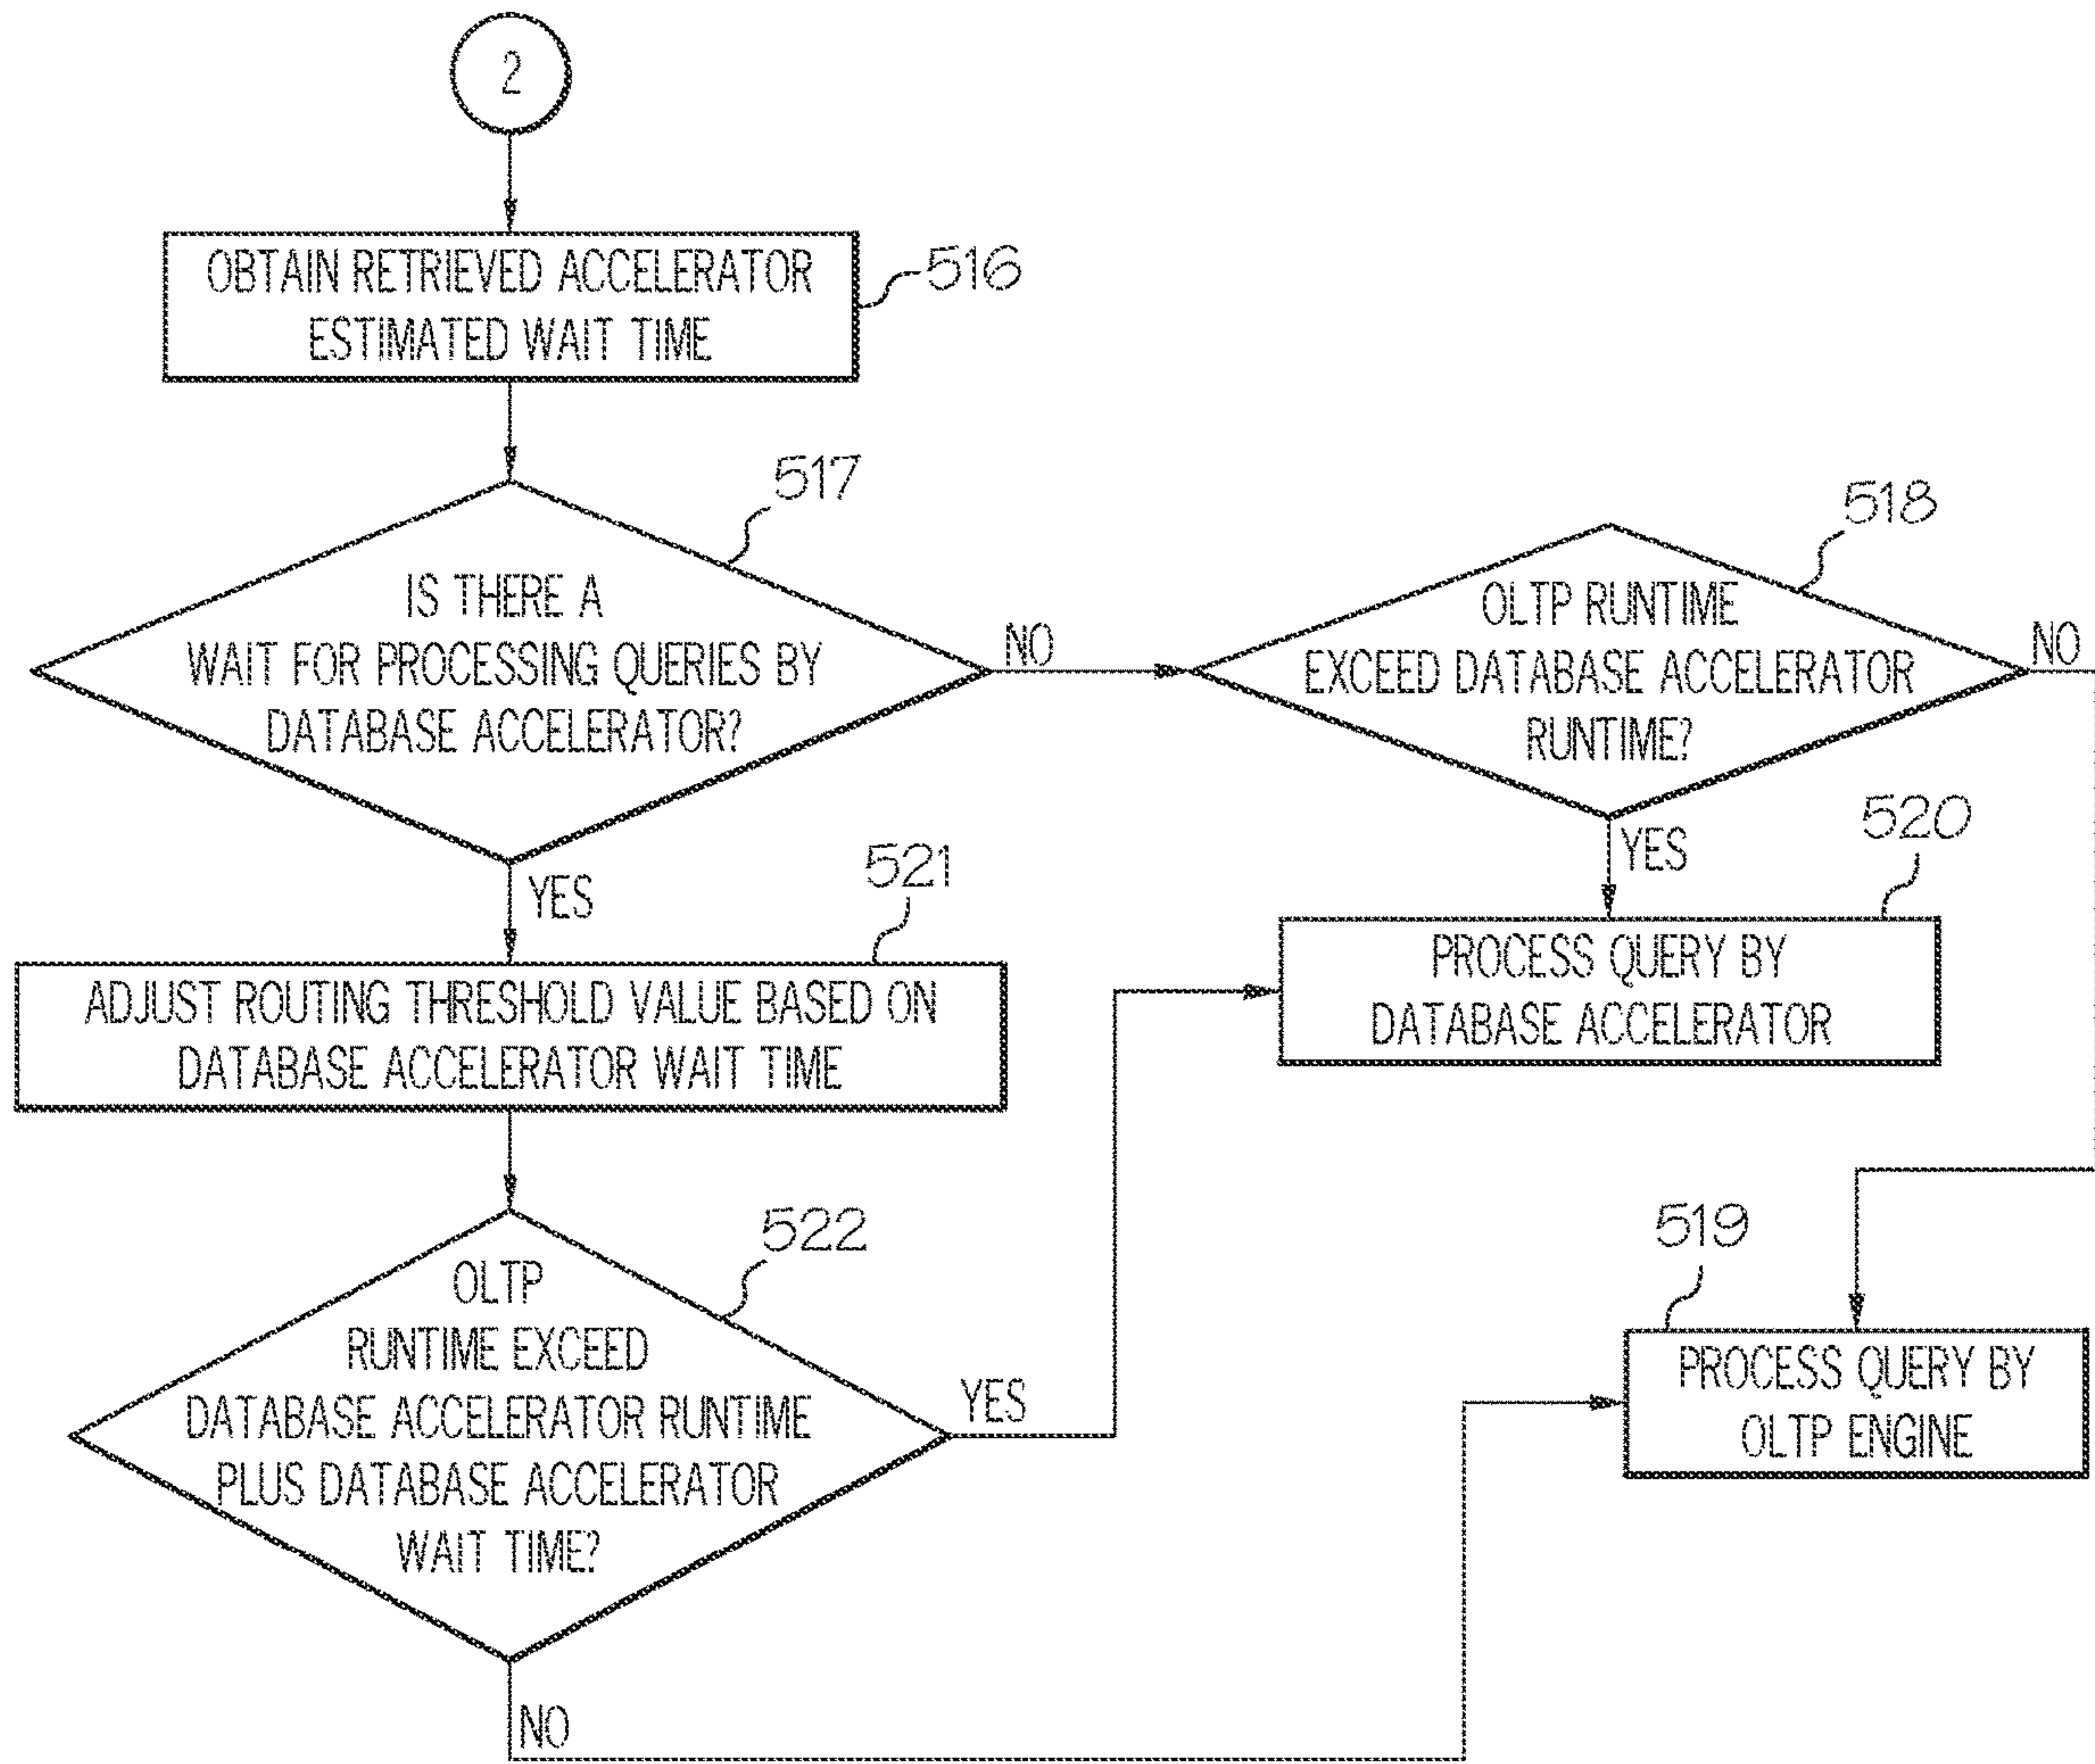 2
OBTAIN RETRIEVED ACCELERATOR
ESTIMATED WAIT TIME
516
517
IS THERE A
WAIT FOR PROCESSING QUERIES BY
DATABASE ACCELERATOR?
NO
518
OLTP RUNTIME
EXCEED DATABASE ACCELERATOR
RUNTIME?
NO
YES
YES
520
PROCESS QUERY BY
DATABASE ACCELERATOR
521
ADJUST ROUTING THRESHOLD VALUE BASED ON
DATABASE ACCELERATOR WAIT TIME
522
OLTP
RUNTIME EXCEED
DATABASE ACCELERATOR RUNTIME
PLUS DATABASE ACCELERATOR
WAIT TIME?
YES
NO
519
PROCESS QUERY BY
OLTP ENGINE